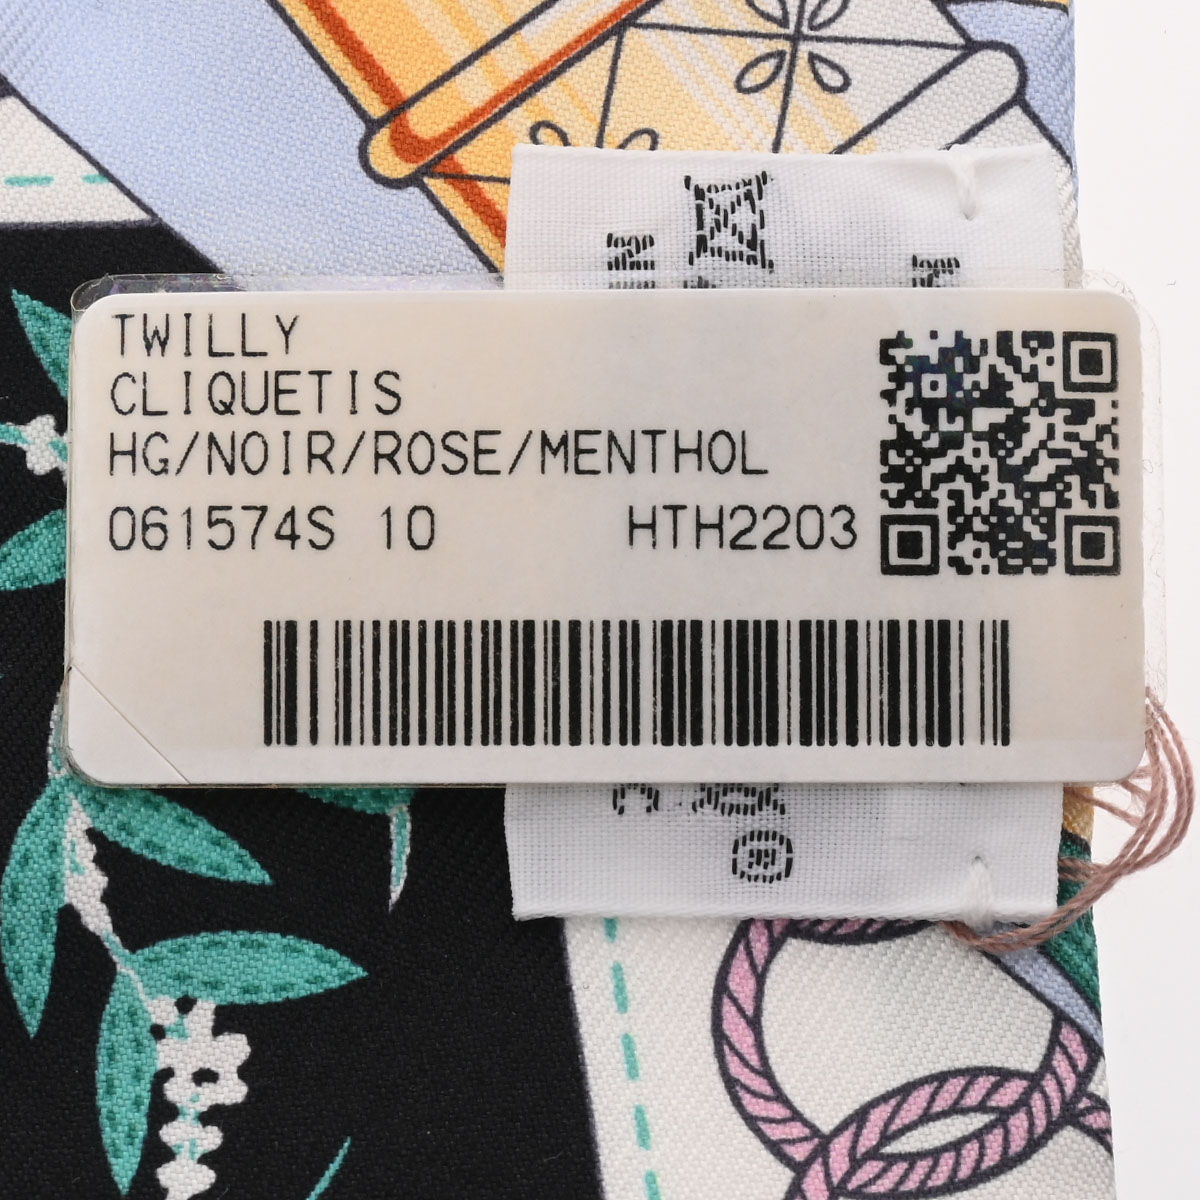 TWILLY
CLIQUETIS
HG/NOIR/ROSE/MENTHOL
061574S 10 HTH2203